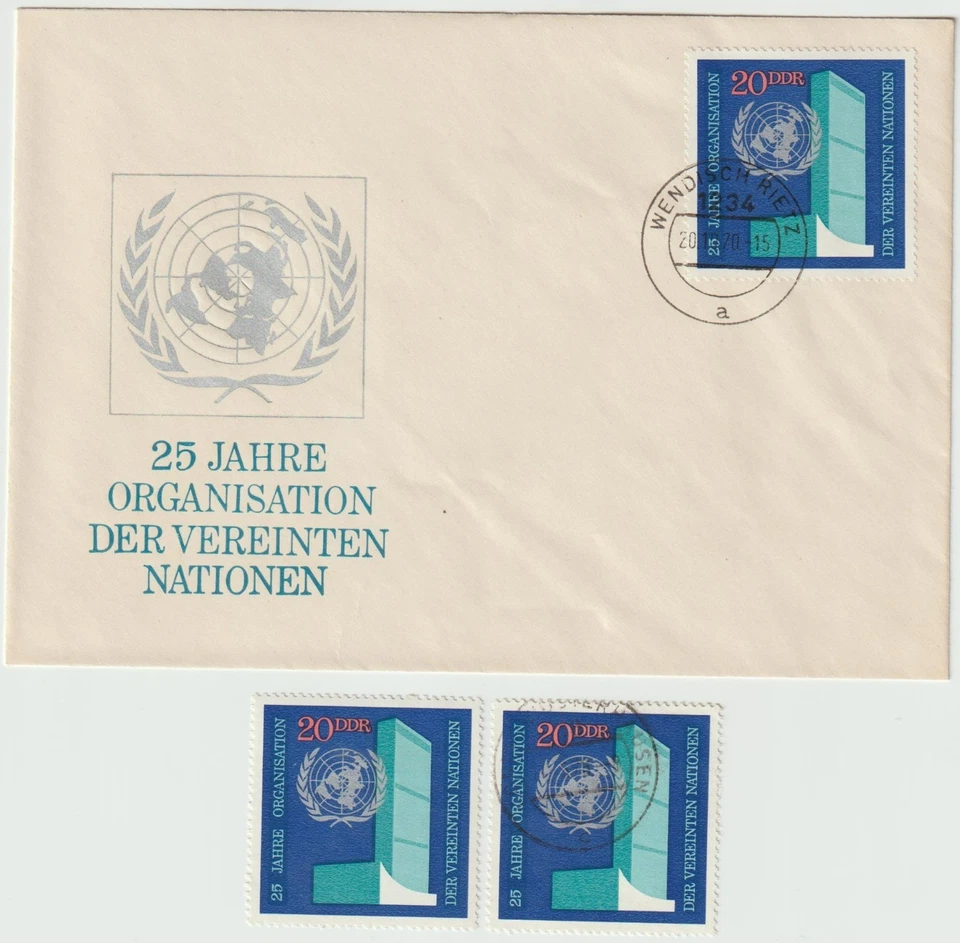 20 DDR
25 JAHRE ORGANISATION
DER VEREINTEN NATIONEN
WENDISCH RIETZ
1234
20.10.70.-15
a
25 JAHRE
ORGANISATION
DER VEREINTEN
NATIONEN
20 DDR
25 JAHRE ORGANISATION
DER VEREINTEN NATIONEN
20 DDR
25 JAHRE ORGANISATION
DER VEREINTEN NATIONEN